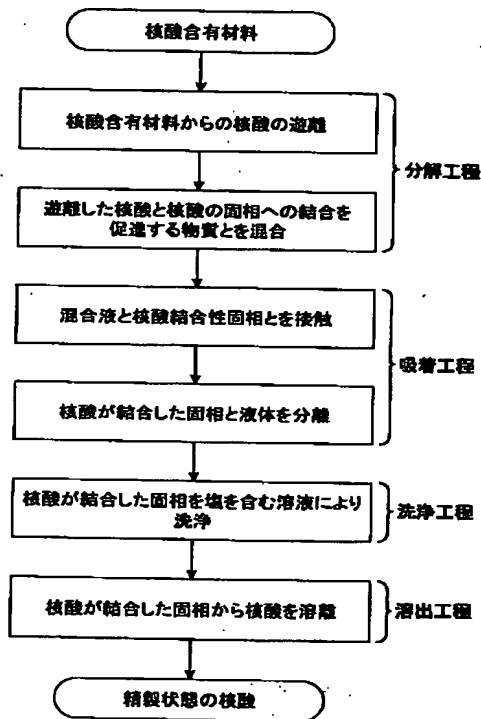 核酸含有材料
核酸含有材料からの核酸の遊離
遊離した核酸と核酸の固相への結合を
促進する物質とを混合
分解工程
混合液と核酸結合性固相とを接触
核酸が結合した固相と液体を分離
吸着工程
核酸が結合した固相を塩を含む溶液により
洗浄
洗浄工程
核酸が結合した固相から核酸を溶離
溶出工程
精製状態の核酸